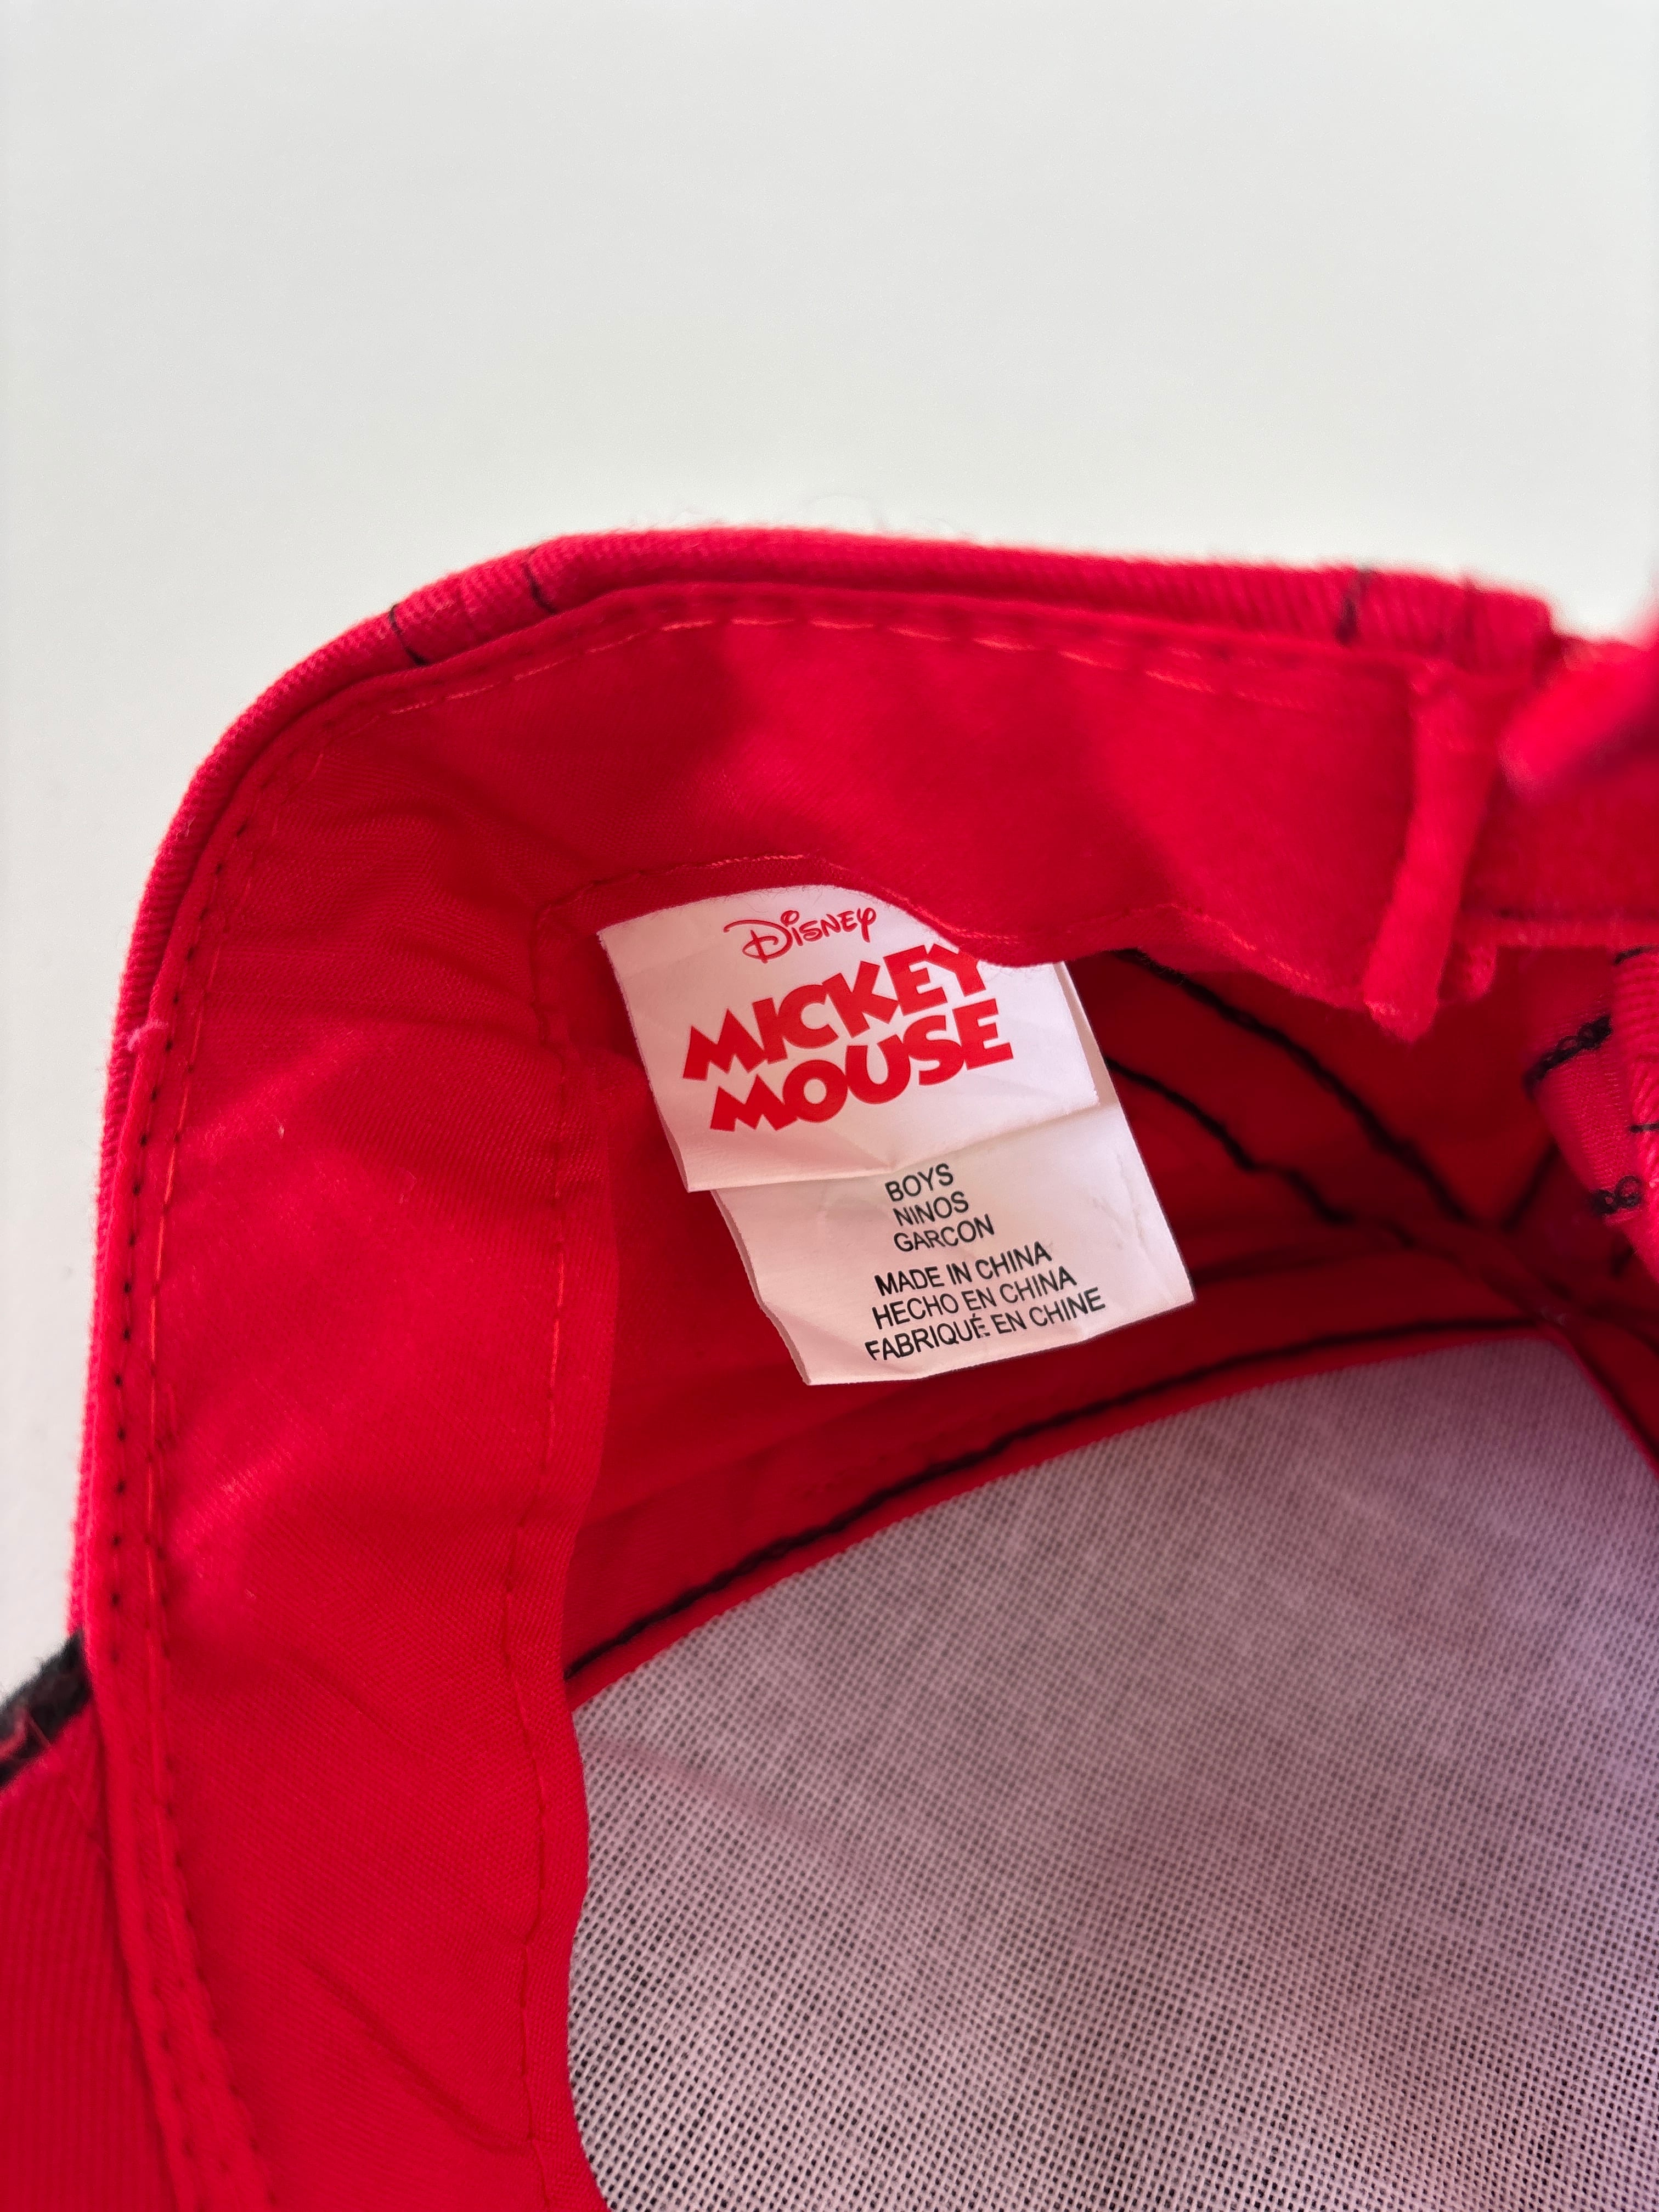 Disney
MICKEY
MOUSE
BOYS
NINOS
GARCON
MADE IN CHINA
HECHO EN CHINA
FABRIQUÉ EN CHINE